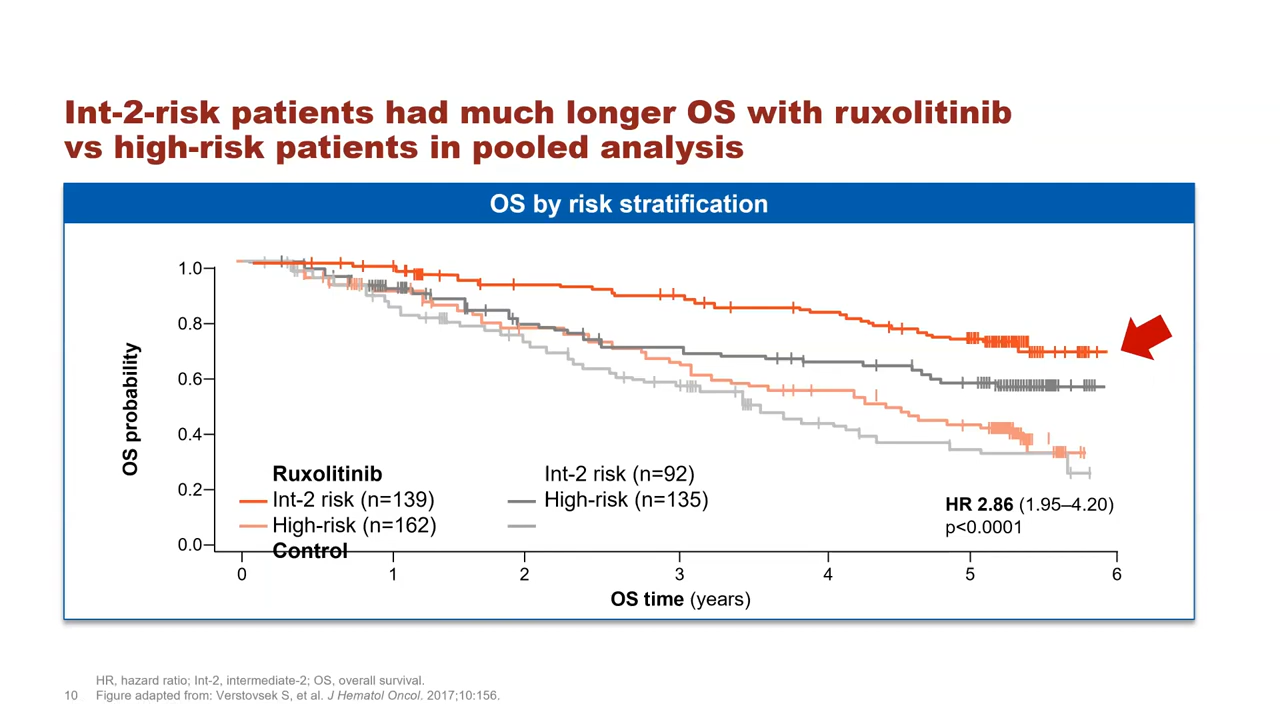 Int-2-risk patients had much longer OS with ruxolitinib
vs high-risk patients in pooled analysis
OS by risk stratification
OS probability
1.0
0.8
0.6
0.4
0.2
0.0
Ruxolitinib
Int-2 risk (n=139)
High-risk (n=162)
Control
Int-2 risk (n=92)
High-risk (n=135)
HR 2.86 (1.95–4.20)
p<0.0001
0 1 2 3 4 5 6
OS time (years)
HR, hazard ratio; Int-2, intermediate-2; OS, overall survival.
10 Figure adapted from: Verstovsek S, et al. J Hematol Oncol. 2017;10:156.